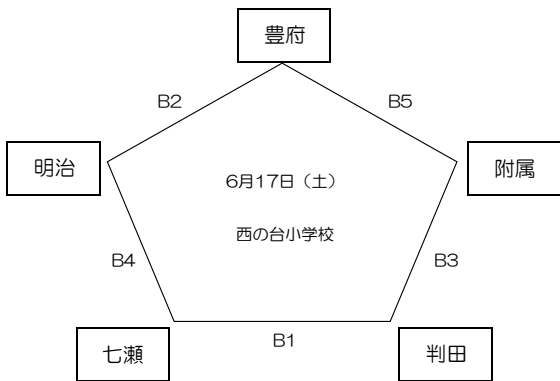 豊府
B2
B5
明治
附属
6月17日（土）
西の台小学校
B4
B3
七瀬
B1
判田